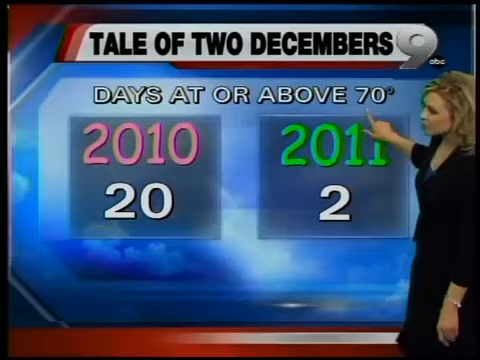 TALE OF TWO DECEMBERS 9
abc
DAYS AT OR ABOVE 70°
2010 2011
20 2